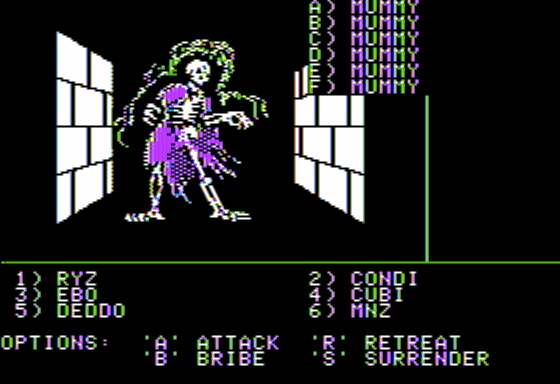 A) MUMMY
B) MUMMY
C) MUMMY
D) MUMMY
E) MUMMY
F) MUMMY
1) RYZ 2) CONDI
3) EBO 4) CUBI
5) DEDDO 6) MNZ
OPTIONS: 'A' ATTACK 'R' RETREAT
'B' BRIBE 'S' SURRENDER